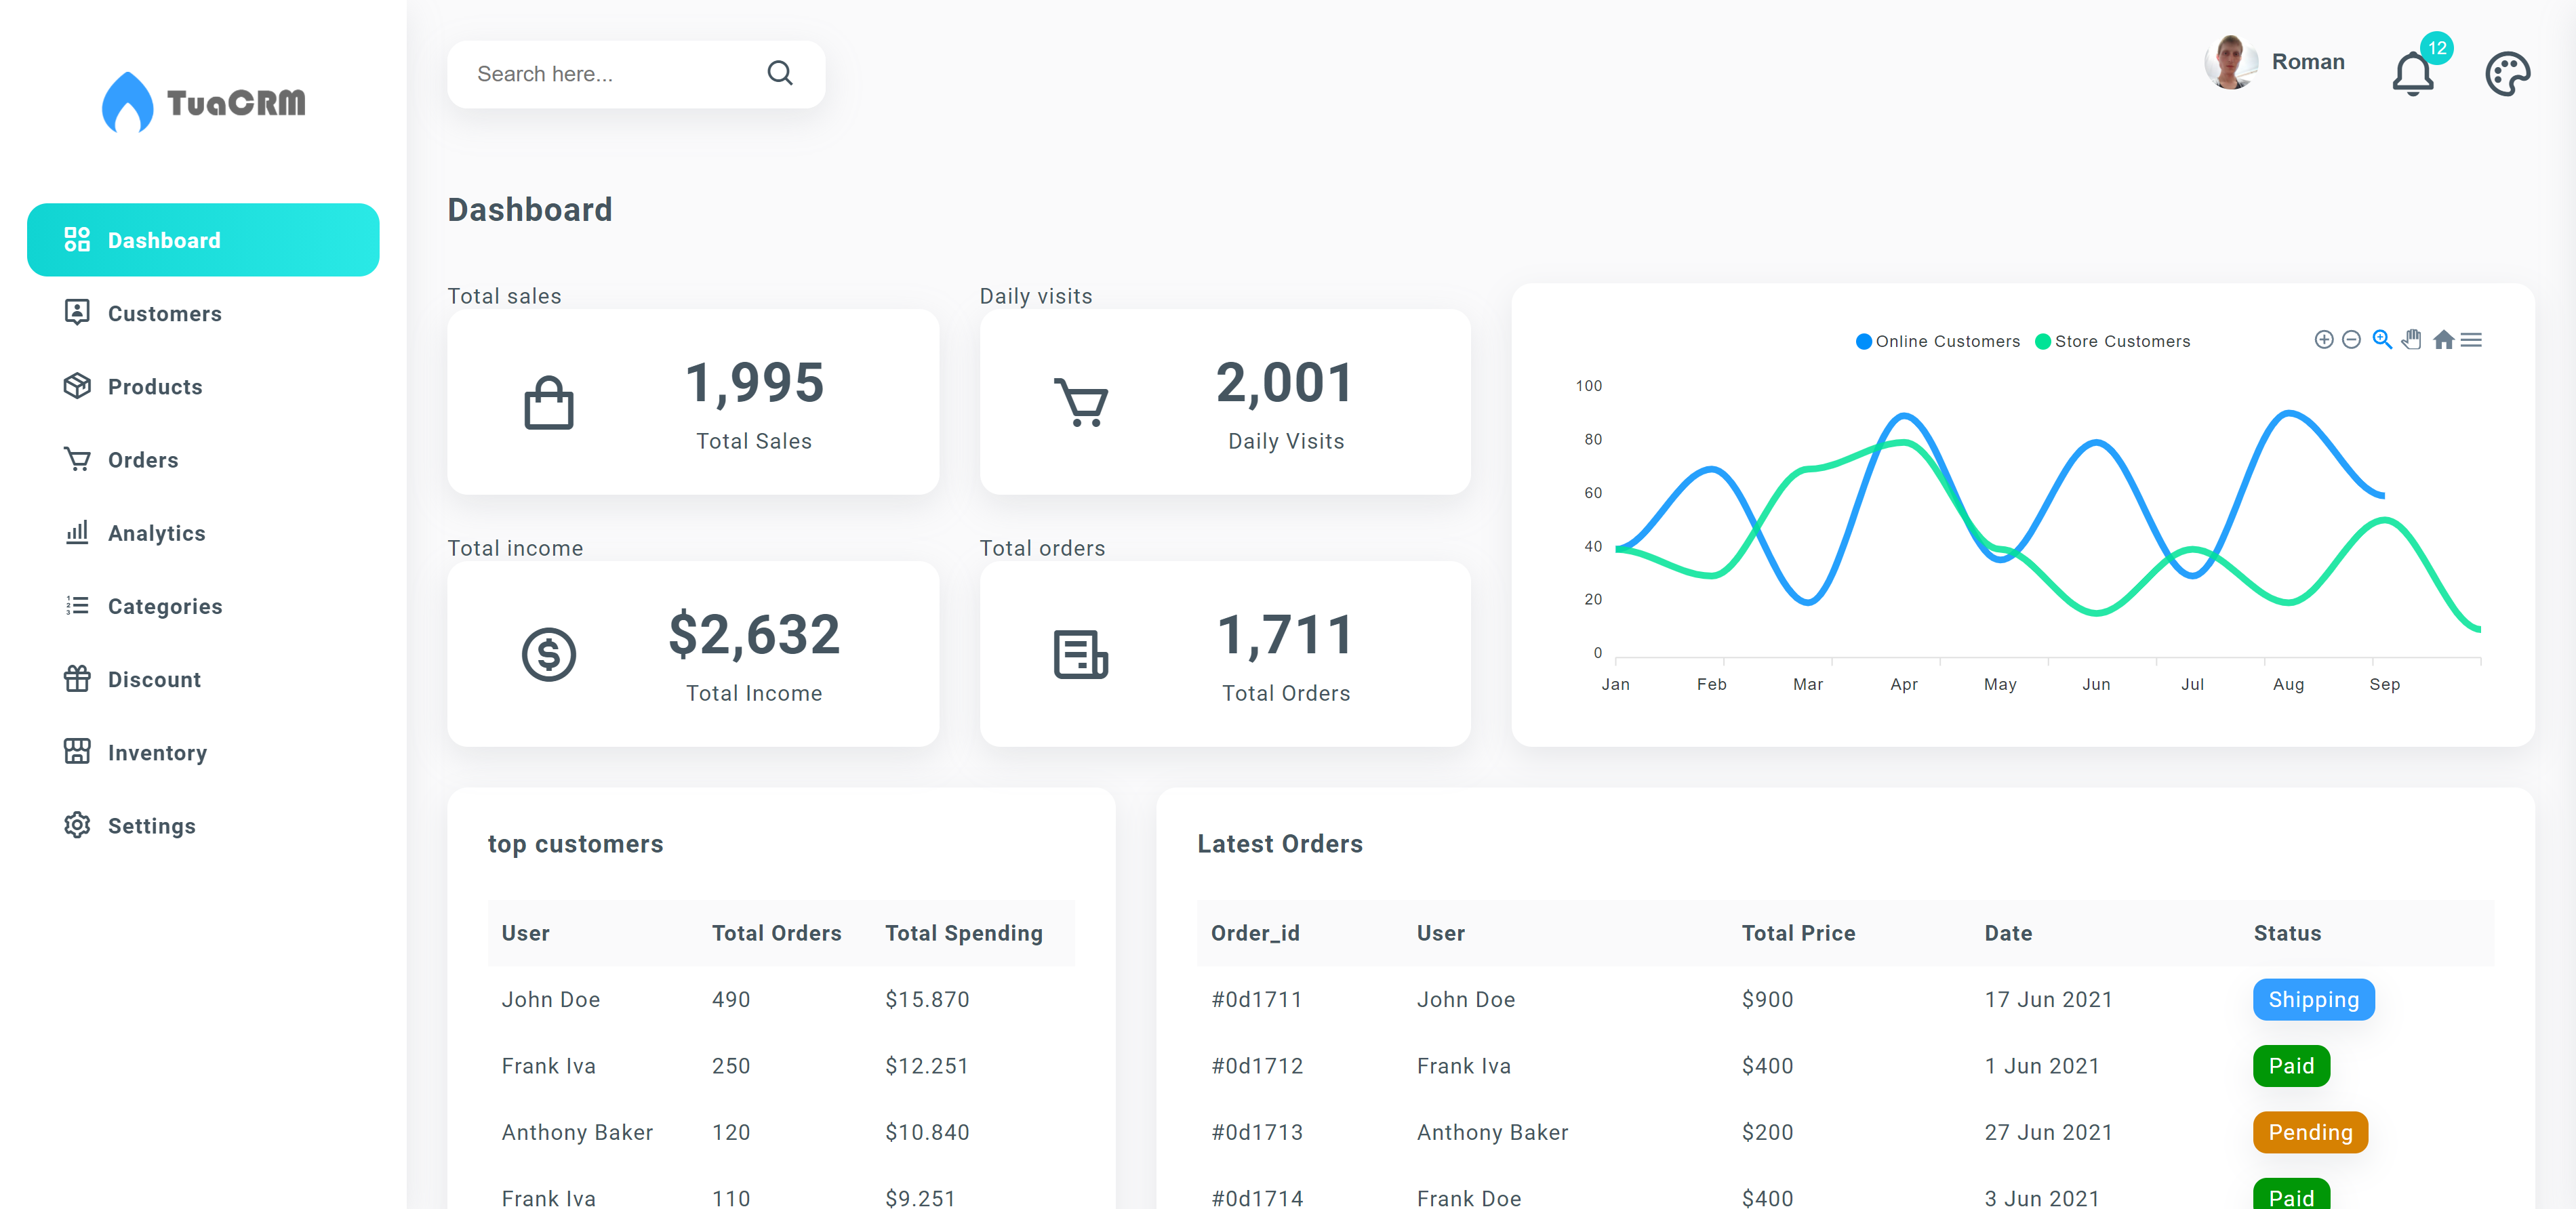 TuaCRM
Search here...
Roman
12
Dashboard
Customers
Products
Orders
Analytics
Categories
Discount
Inventory
Settings
Dashboard
Total sales
1,995
Total Sales
Daily visits
2,001
Daily Visits
Total income
$2,632
Total Income
Total orders
1,711
Total Orders
Online Customers Store Customers
100
80
60
40
20
0
Jan Feb Mar Apr May Jun Jul Aug Sep
top customers
User Total Orders Total Spending
John Doe 490 $15.870
Frank Iva 250 $12.251
Anthony Baker 120 $10.840
Frank Iva 110 $9.251
Latest Orders
Order_id User Total Price Date Status
#0d1711 John Doe $900 17 Jun 2021 Shipping
#0d1712 Frank Iva $400 1 Jun 2021 Paid
#0d1713 Anthony Baker $200 27 Jun 2021 Pending
#0d1714 Frank Doe $400 3 Jun 2021 Paid